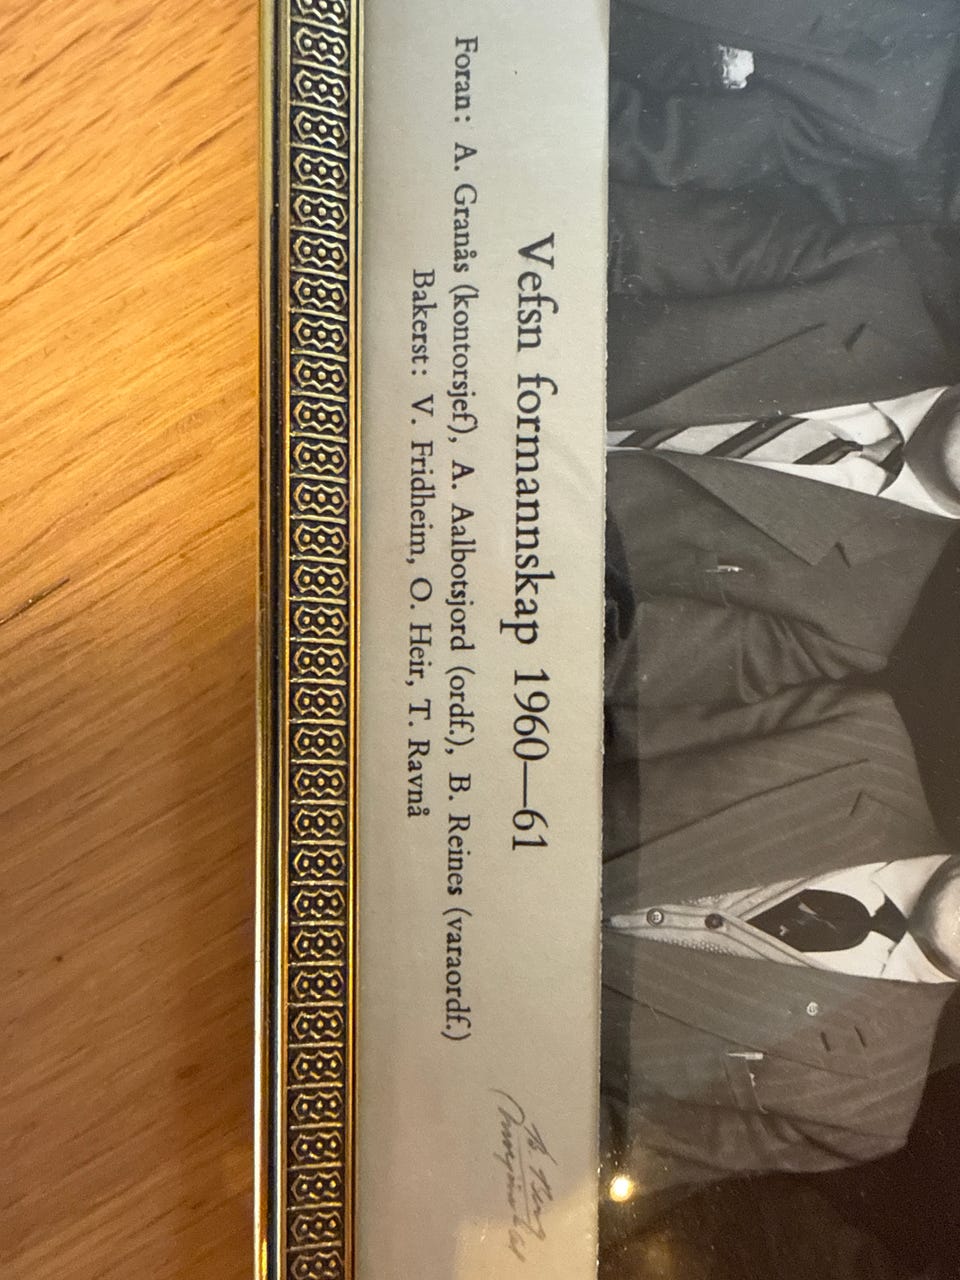 Vefsn formannskap 1960—61
Foran: A. Granås (kontorsjef), A. Aalbotsjord (ordf.), B. Reines (varaordf.)
Bakerst: V. Fridheim, O. Heir, T. Ravnå